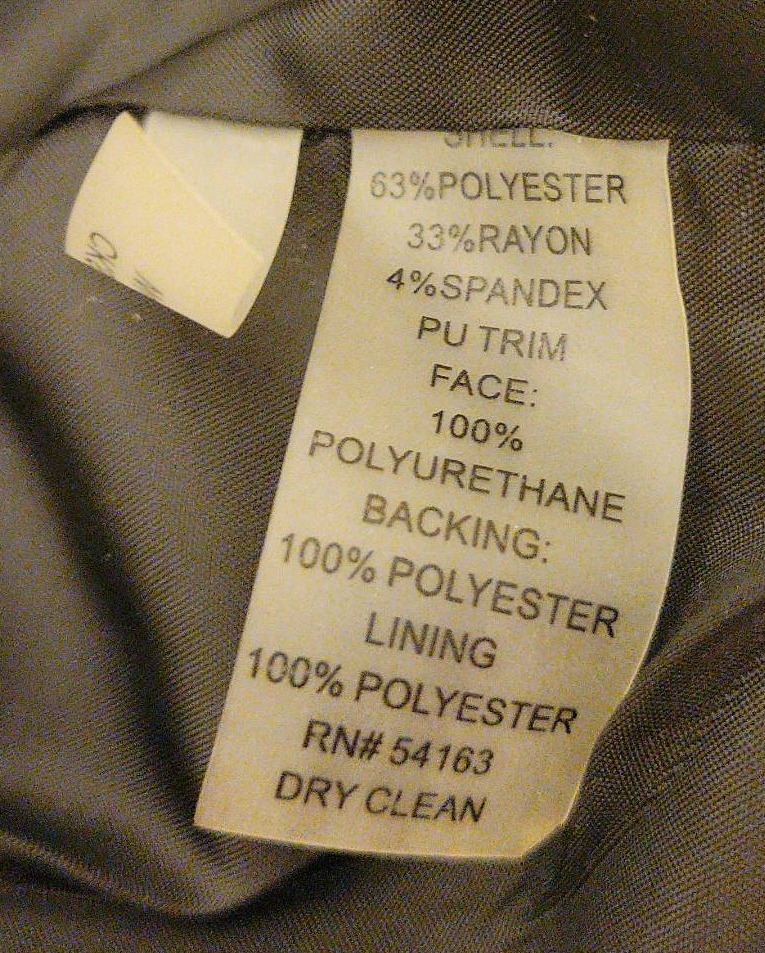 SHELL:
63%POLYESTER
33%RAYON
4%SPANDEX
PU TRIM
FACE:
100%
POLYURETHANE
BACKING:
100% POLYESTER
LINING
100% POLYESTER
RN# 54163
DRY CLEAN